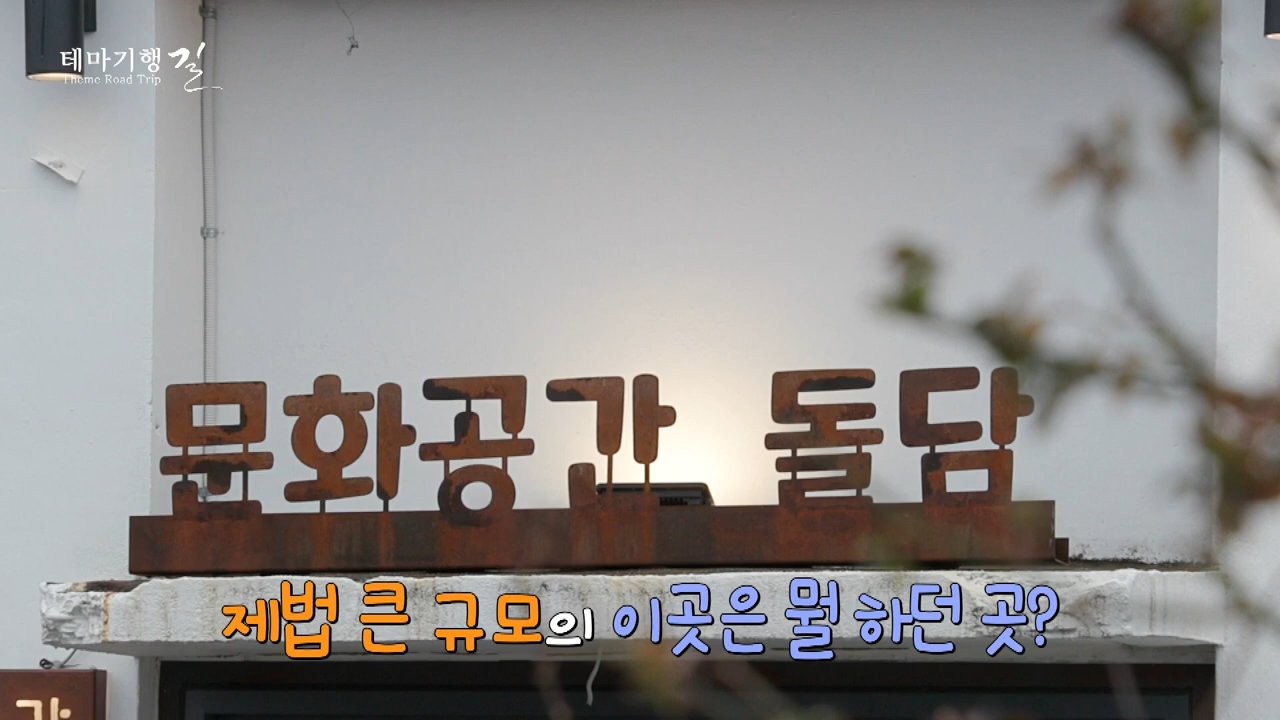 테마기행 길
Theme Road Trip
문화공간 돌담
제법 큰 규모의 이곳은 뭘 하던 곳?